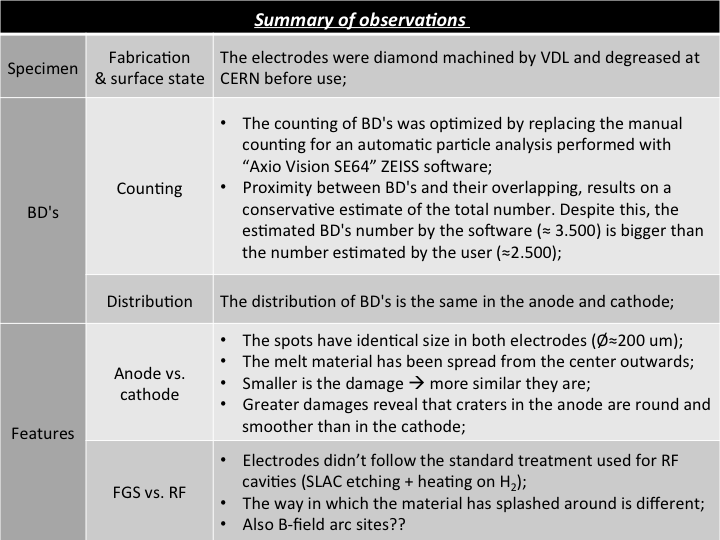 Summary of observations
Specimen
Fabrication
& surface state
The electrodes were diamond machined by VDL and degreased at
CERN before use;
BD's
Counting
• The counting of BD's was optimized by replacing the manual
counting for an automatic particle analysis performed with
“Axio Vision SE64” ZEISS software;
• Proximity between BD's and their overlapping, results on a
conservative estimate of the total number. Despite this, the
estimated BD's number by the software (≈ 3.500) is bigger than
the number estimated by the user (≈2.500);
Distribution
The distribution of BD's is the same in the anode and cathode;
Features
Anode vs.
cathode
• The spots have identical size in both electrodes (Ø≈200 um);
• The melt material has been spread from the center outwards;
• Smaller is the damage → more similar they are;
• Greater damages reveal that craters in the anode are round and
smoother than in the cathode;
FGS vs. RF
• Electrodes didn’t follow the standard treatment used for RF
cavities (SLAC etching + heating on H₂);
• The way in which the material has splashed around is different;
• Also B-field arc sites??